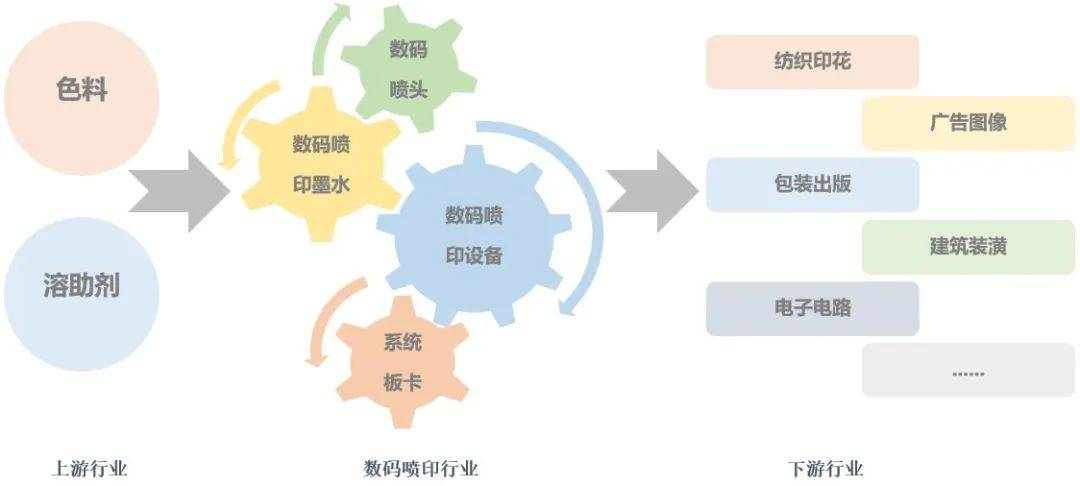 色料
溶助剂
数码
喷头
数码喷
印墨水
数码喷
印设备
系统
板卡
纺织印花
广告图像
包装出版
建筑装潢
电子电路
......
上游行业
数码喷印行业
下游行业